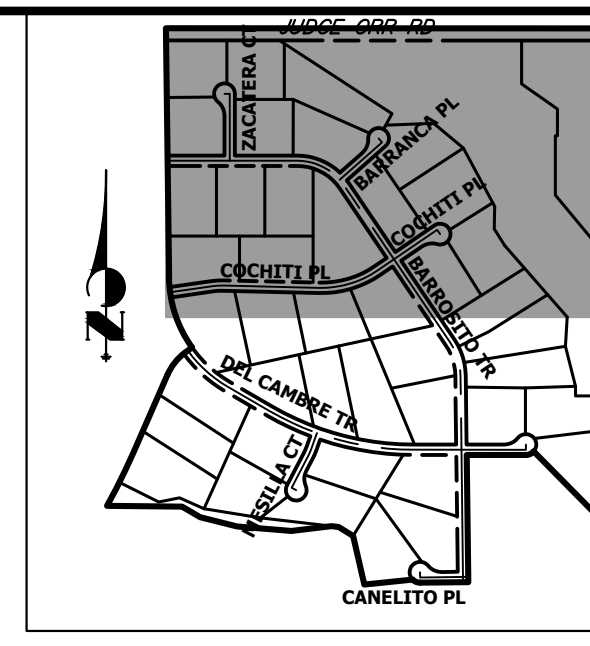 JUDGE ORR RD
ZACATERA CT
BARRANCA PL
COCHITI PL
COCHITI PL
BARROSITO TR
DEL CAMBRE TR
MESILLA CT
CANELITO PL
N